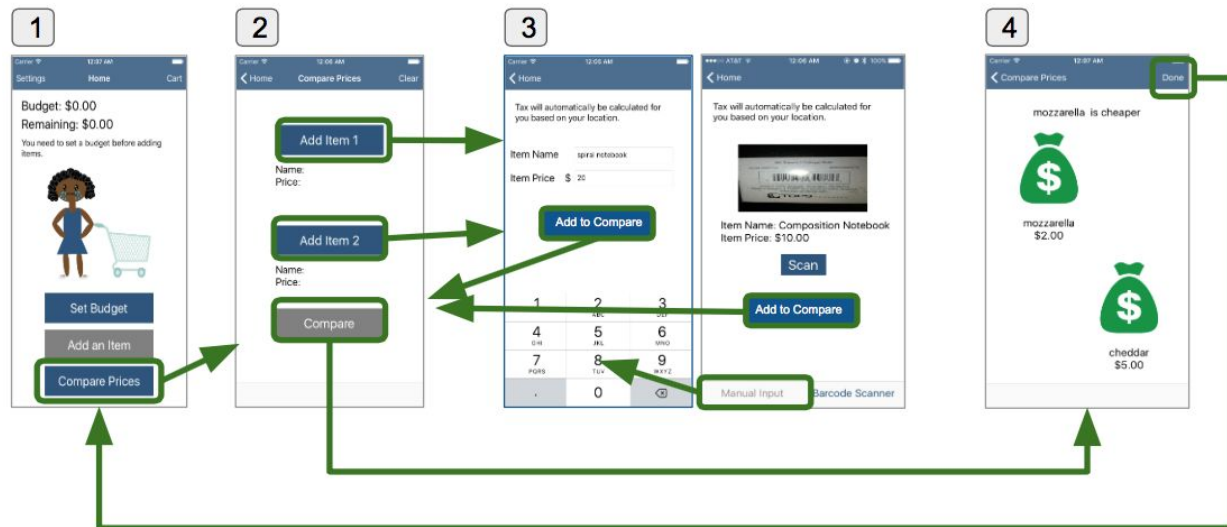 1
2
3
4
Carrier 12:07 AM
Settings Home Cart
Budget: $0.00
Remaining: $0.00
You need to set a budget before adding
items.
Set Budget
Add an Item
Compare Prices
Carrier 12:06 AM
Home Compare Prices Clear
Add Item 1
Name:
Price:
Add Item 2
Name:
Price:
Compare
Carrier 12:06 AM
Home
Tax will automatically be calculated for
you based on your location.
Item Name spiral notebook
Item Price $ 20
Add to Compare
1 2 3
ABC DEF
4 5 6
GHI JKL MNO
7 8 9
PQRS TUV WXYZ
. 0
AT&T 12:06 AM 100%
Home
Tax will automatically be calculated for
you based on your location.
Item Name: Composition Notebook
Item Price: $10.00
Scan
Add to Compare
Manual Input Barcode Scanner
Carrier 12:07 AM
Compare Prices Done
mozzarella is cheaper
$
mozzarella
$2.00
$
cheddar
$5.00